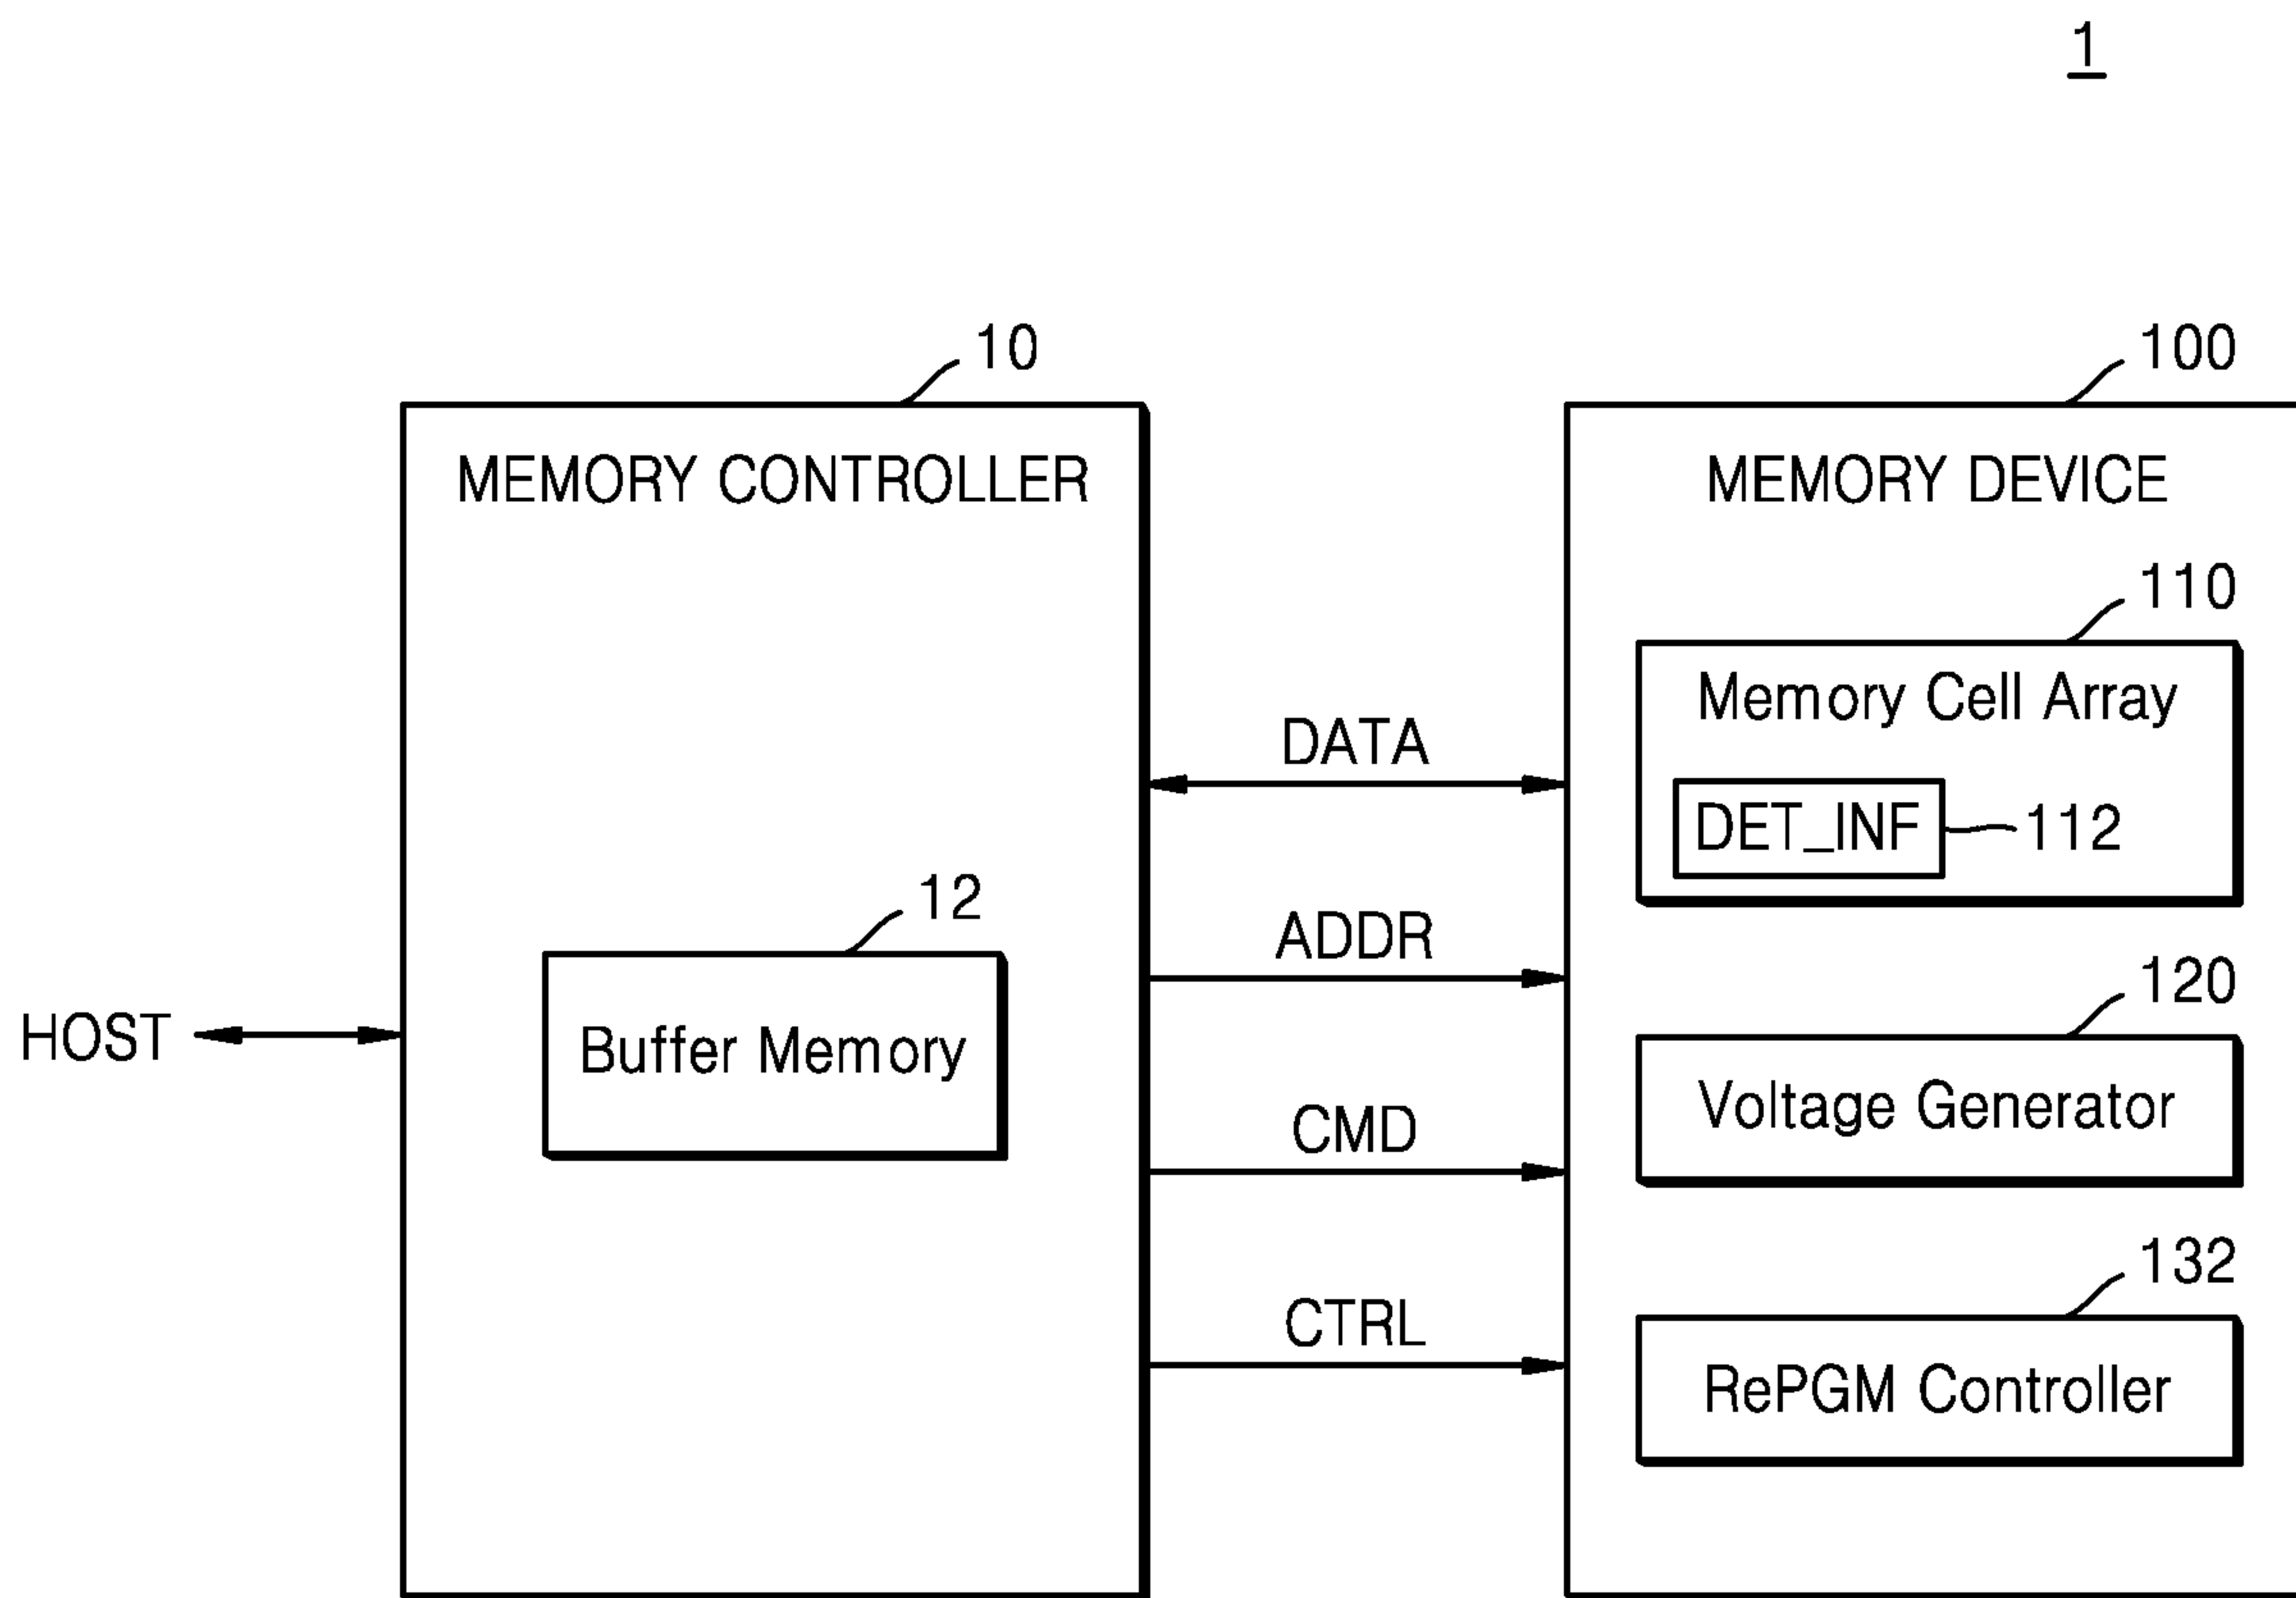 1
10
100
MEMORY CONTROLLER
MEMORY DEVICE
110
Memory Cell Array
DATA
DET_INF
112
12
ADDR
120
HOST
Buffer Memory
Voltage Generator
CMD
132
CTRL
RePGM Controller